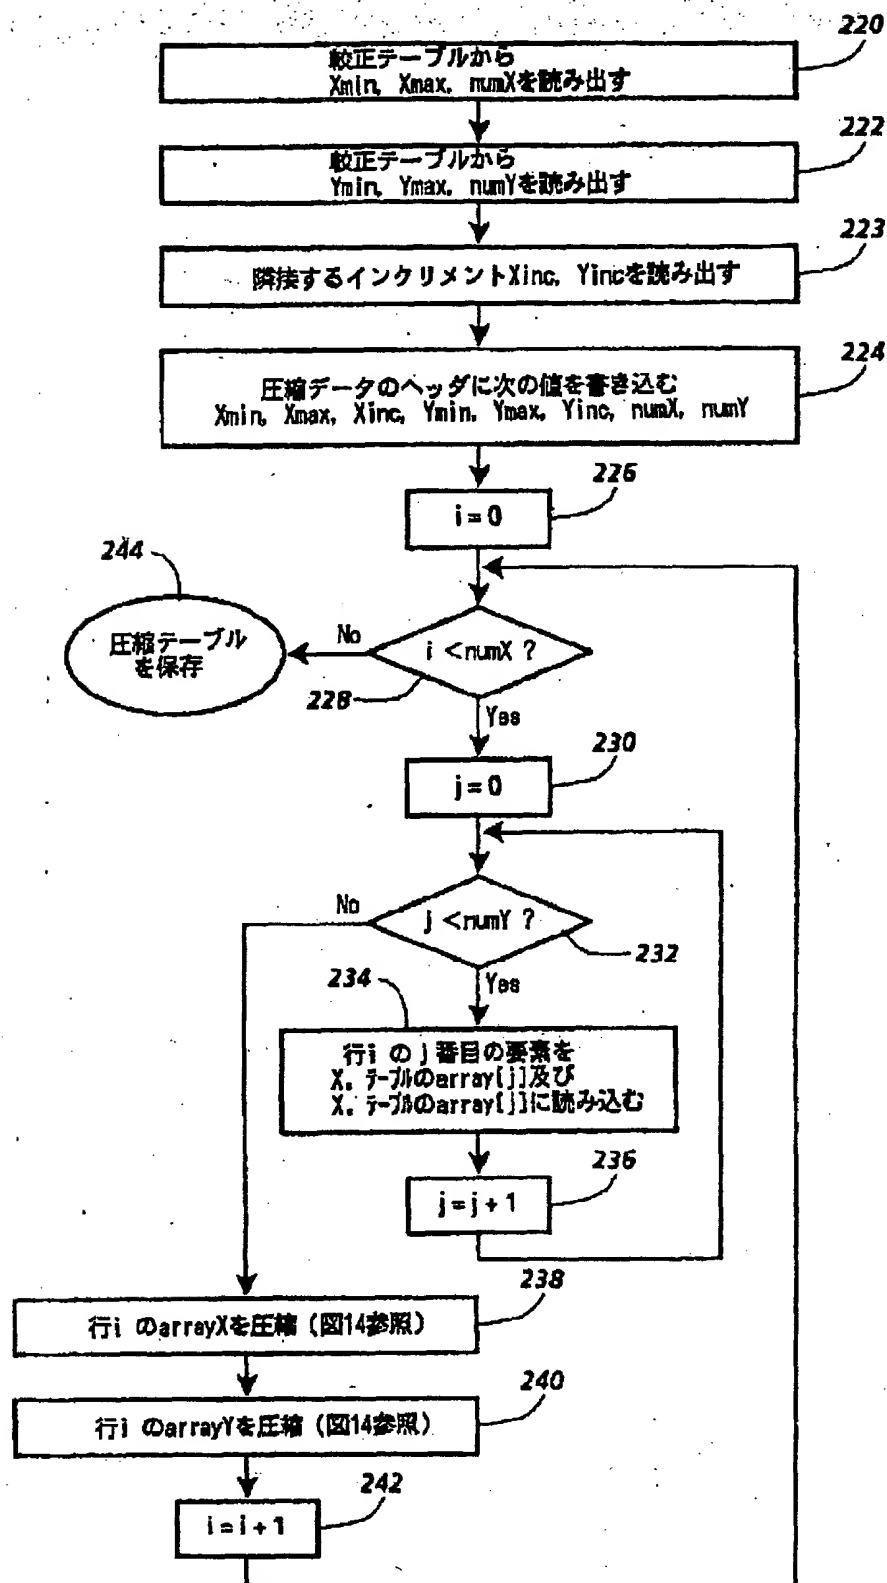 220
較正テーブルから
Xmin, Xmax, numXを読み出す
222
較正テーブルから
Ymin, Ymax, numYを読み出す
223
隣接するインクリメントXinc, Yincを読み出す
224
圧縮データのヘッダに次の値を書き込む
Xmin, Xmax, Xinc, Ymin, Ymax, Yinc, numX, numY
226
i=0
244
圧縮テーブル
を保存
No
i <numX ?
228
Yes
230
j=0
No
j <numY ?
232
234
Yes
行i のj 番目の要素を
X. テーブルのarray[j]及び
X. テーブルのarray[j]に読み込む
236
j=j+1
238
行i のarrayXを圧縮 (図14参照)
240
行i のarrayYを圧縮 (図14参照)
242
i=i+1